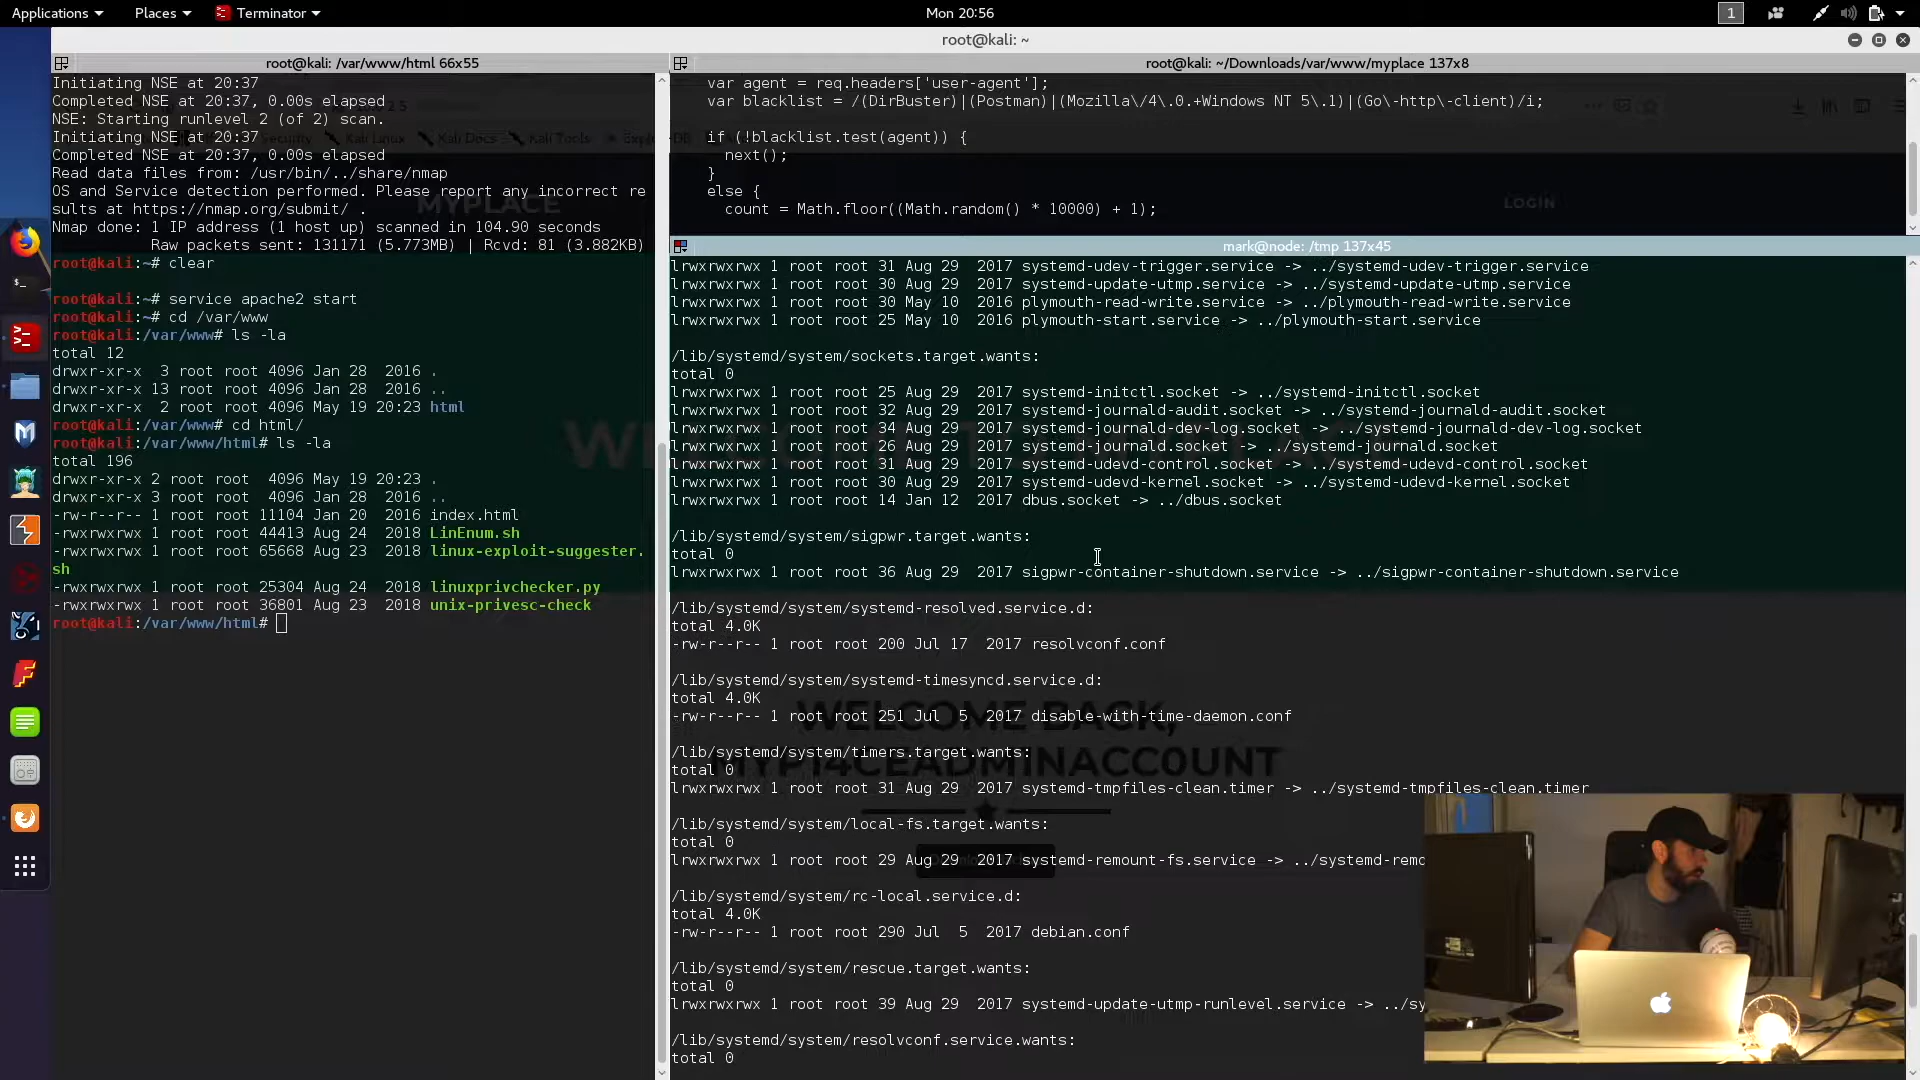 Applications
Places
Terminator
Mon 20:56
1
root@kali: ~
root@kali: /var/www/html 66x55
Initiating NSE at 20:37
Completed NSE at 20:37, 0.00s elapsed
NSE: Starting runlevel 2 (of 2) scan.
Initiating NSE at 20:37
Completed NSE at 20:37, 0.00s elapsed
Read data files from: /usr/bin/../share/nmap
OS and Service detection performed. Please report any incorrect re
sults at https://nmap.org/submit/ .
Nmap done: 1 IP address (1 host up) scanned in 104.90 seconds
Raw packets sent: 131171 (5.773MB) | Rcvd: 81 (3.882KB)
root@kali:~# clear
root@kali:~# service apache2 start
root@kali:~# cd /var/www
root@kali:/var/www# ls -la
total 12
drwxr-xr-x  3 root root 4096 Jan 28  2016 .
drwxr-xr-x 13 root root 4096 Jan 28  2016 ..
drwxr-xr-x  2 root root 4096 May 19 20:23 html
root@kali:/var/www# cd html/
root@kali:/var/www/html# ls -la
total 196
drwxr-xr-x 2 root root  4096 May 19 20:23 .
drwxr-xr-x 3 root root  4096 Jan 28  2016 ..
-rw-r--r-- 1 root root 11104 Jan 20  2016 index.html
-rwxrwxrwx 1 root root 44413 Aug 24  2018 LinEnum.sh
-rwxrwxrwx 1 root root 65668 Aug 23  2018 linux-exploit-suggester.
sh
-rwxrwxrwx 1 root root 25304 Aug 24  2018 linuxprivchecker.py
-rwxrwxrwx 1 root root 36801 Aug 23  2018 unix-privesc-check
root@kali:/var/www/html#
root@kali: ~/Downloads/var/www/myplace 137x8
var agent = req.headers['user-agent'];
var blacklist = /(DirBuster)|(Postman)|(Mozilla\/4\.0.+Windows NT 5\.1)|(Go\-http\-client)/i;
if (!blacklist.test(agent)) {
next();
}
else {
count = Math.floor((Math.random() * 10000) + 1);
mark@node: /tmp 137x45
lrwxrwxrwx 1 root root 31 Aug 29  2017 systemd-udev-trigger.service -> ../systemd-udev-trigger.service
lrwxrwxrwx 1 root root 30 Aug 29  2017 systemd-update-utmp.service -> ../systemd-update-utmp.service
lrwxrwxrwx 1 root root 30 May 10  2016 plymouth-read-write.service -> ../plymouth-read-write.service
lrwxrwxrwx 1 root root 25 May 10  2016 plymouth-start.service -> ../plymouth-start.service
/lib/systemd/system/sockets.target.wants:
total 0
lrwxrwxrwx 1 root root 25 Aug 29  2017 systemd-initctl.socket -> ../systemd-initctl.socket
lrwxrwxrwx 1 root root 32 Aug 29  2017 systemd-journald-audit.socket -> ../systemd-journald-audit.socket
lrwxrwxrwx 1 root root 34 Aug 29  2017 systemd-journald-dev-log.socket -> ../systemd-journald-dev-log.socket
lrwxrwxrwx 1 root root 26 Aug 29  2017 systemd-journald.socket -> ../systemd-journald.socket
lrwxrwxrwx 1 root root 31 Aug 29  2017 systemd-udevd-control.socket -> ../systemd-udevd-control.socket
lrwxrwxrwx 1 root root 30 Aug 29  2017 systemd-udevd-kernel.socket -> ../systemd-udevd-kernel.socket
lrwxrwxrwx 1 root root 14 Jan 12  2017 dbus.socket -> ../dbus.socket
/lib/systemd/system/sigpwr.target.wants:
total 0
lrwxrwxrwx 1 root root 36 Aug 29  2017 sigpwr-container-shutdown.service -> ../sigpwr-container-shutdown.service
/lib/systemd/system/systemd-resolved.service.d:
total 4.0K
-rw-r--r-- 1 root root 200 Jul 17  2017 resolvconf.conf
/lib/systemd/system/systemd-timesyncd.service.d:
total 4.0K
-rw-r--r-- 1 root root 251 Jul  5  2017 disable-with-time-daemon.conf
/lib/systemd/system/timers.target.wants:
total 0
lrwxrwxrwx 1 root root 31 Aug 29  2017 systemd-tmpfiles-clean.timer -> ../systemd-tmpfiles-clean.timer
/lib/systemd/system/local-fs.target.wants:
total 0
lrwxrwxrwx 1 root root 29 Aug 29  2017 systemd-remount-fs.service -> ../systemd-remo
/lib/systemd/system/rc-local.service.d:
total 4.0K
-rw-r--r-- 1 root root 290 Jul  5  2017 debian.conf
/lib/systemd/system/rescue.target.wants:
total 0
lrwxrwxrwx 1 root root 39 Aug 29  2017 systemd-update-utmp-runlevel.service -> ../sy
/lib/systemd/system/resolvconf.service.wants:
total 0
Kali Linux
Kali Docs
Kali Tools
MYPLACE
LOGIN
WELCOME BACK,
MYP14CEADMINACC0UNT